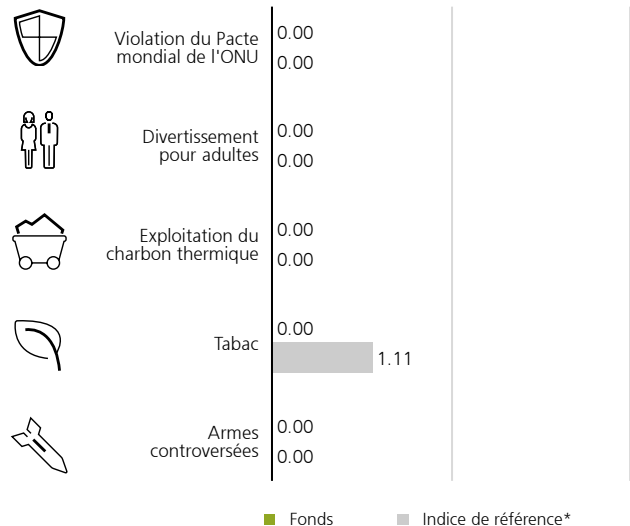 Violation du Pacte
mondial de l'ONU
0.00
0.00
Divertissement
pour adultes
0.00
0.00
Exploitation du
charbon thermique
0.00
0.00
Tabac
0.00
1.11
Armes
controversées
0.00
0.00
Fonds
Indice de référence*